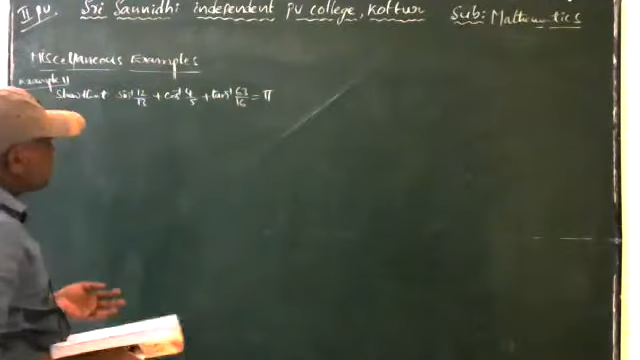 II PU. Sri Sannidhi independent PU college, Kottur Sub: Mathematics
Miscellaneous Examples
Example 11
Show that sin⁻¹ 12/13 + cos⁻¹ 4/5 + tan⁻¹ 63/16 = π